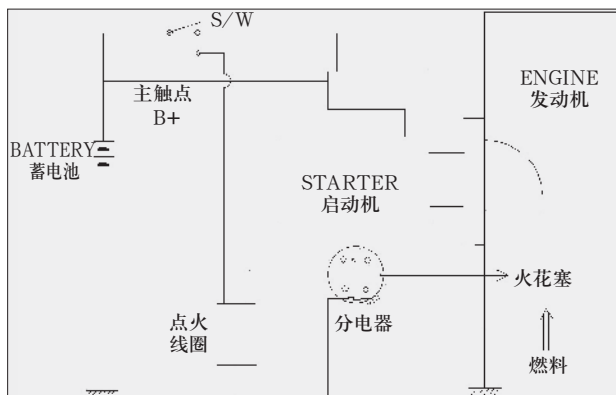 S/W
ENGINE
发动机
主触点
B+
BATTERY
蓄电池
STARTER
启动机
火花塞
点火
线圈
分电器
燃料